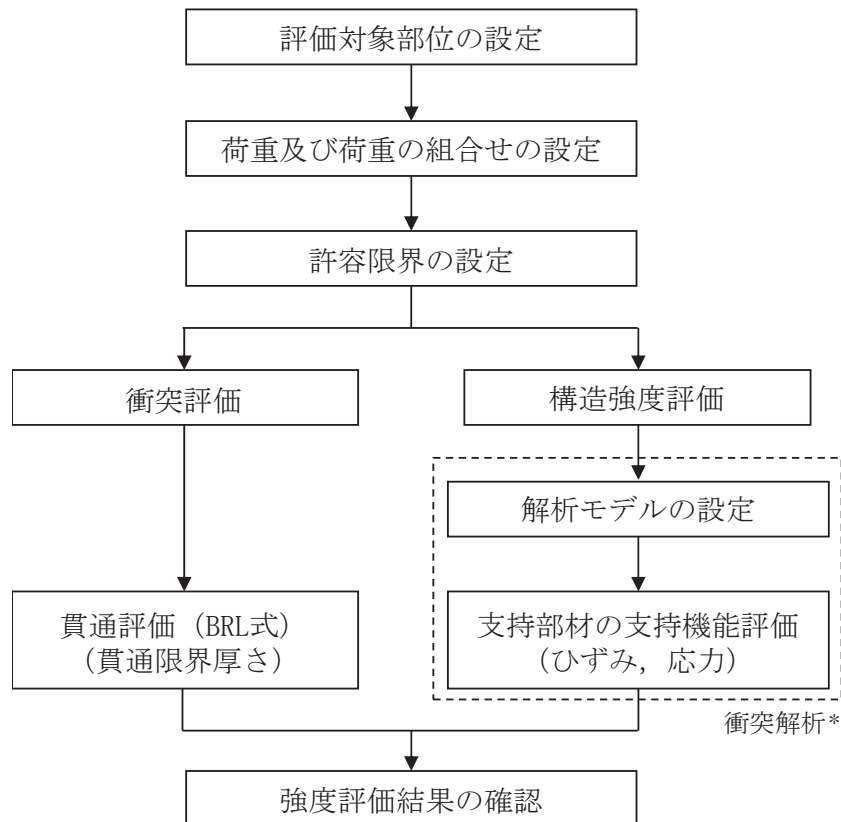 評価対象部位の設定
荷重及び荷重の組合せの設定
許容限界の設定
衝突評価
構造強度評価
解析モデルの設定
貫通評価（BRL式）
（貫通限界厚さ）
支持部材の支持機能評価
（ひずみ，応力）
衝突解析*
強度評価結果の確認